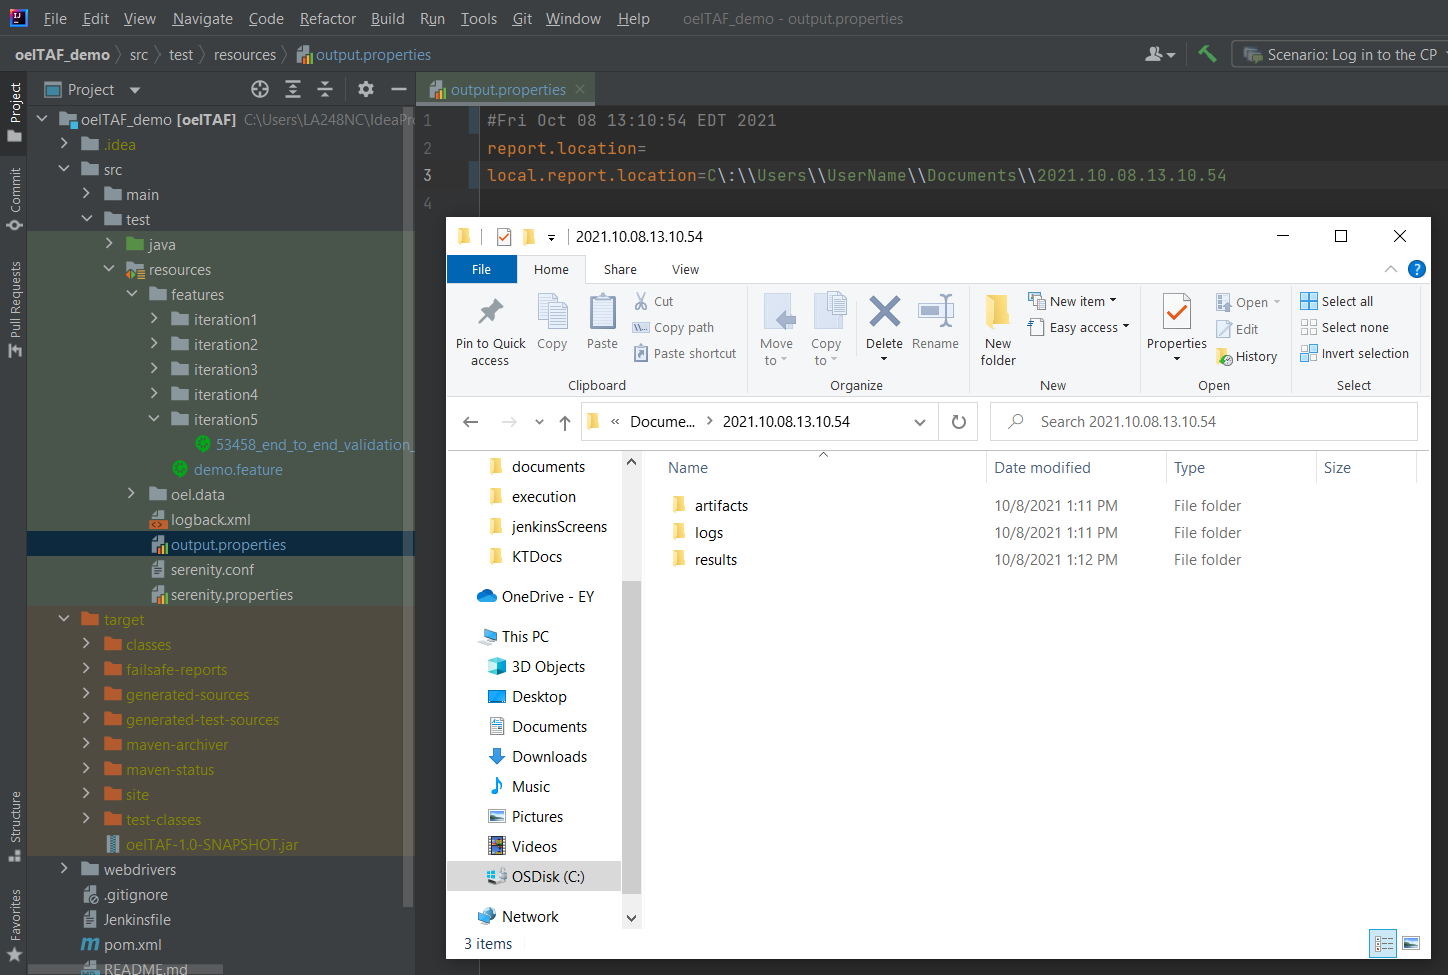 File Edit View Navigate Code Refactor Build Run Tools Git Window Help oelTAF_demo - output.properties
oelTAF_demo src test resources output.properties
Scenario: Log in to the CP
Project
Commit
Pull Requests
Structure
Favorites
Project
oelTAF_demo [oelTAF] C:\Users\LA248NC\IdeaPro
.idea
src
main
test
java
resources
features
iteration1
iteration2
iteration3
iteration4
iteration5
53458_end_to_end_validation_
demo.feature
oel.data
logback.xml
output.properties
serenity.conf
serenity.properties
target
classes
failsafe-reports
generated-sources
generated-test-sources
maven-archiver
maven-status
site
test-classes
oelTAF-1.0-SNAPSHOT.jar
webdrivers
.gitignore
Jenkinsfile
pom.xml
README.md
output.properties
1 #Fri Oct 08 13:10:54 EDT 2021
2 report.location=
3 local.report.location=C\:\\Users\\UserName\\Documents\\2021.10.08.13.10.54
4
2021.10.08.13.10.54
File Home Share View
Pin to Quick access
Copy
Paste
Cut
Copy path
Paste shortcut
Clipboard
Move to
Copy to
Delete
Rename
Organize
New folder
New item
Easy access
New
Properties
Open
Edit
History
Open
Select all
Select none
Invert selection
Select
« Docume... 2021.10.08.13.10.54
Search 2021.10.08.13.10.54
documents
execution
jenkinsScreens
KTDocs
OneDrive - EY
This PC
3D Objects
Desktop
Documents
Downloads
Music
Pictures
Videos
OSDisk (C:)
Network
Name Date modified Type Size
artifacts 10/8/2021 1:11 PM File folder
logs 10/8/2021 1:11 PM File folder
results 10/8/2021 1:12 PM File folder
3 items